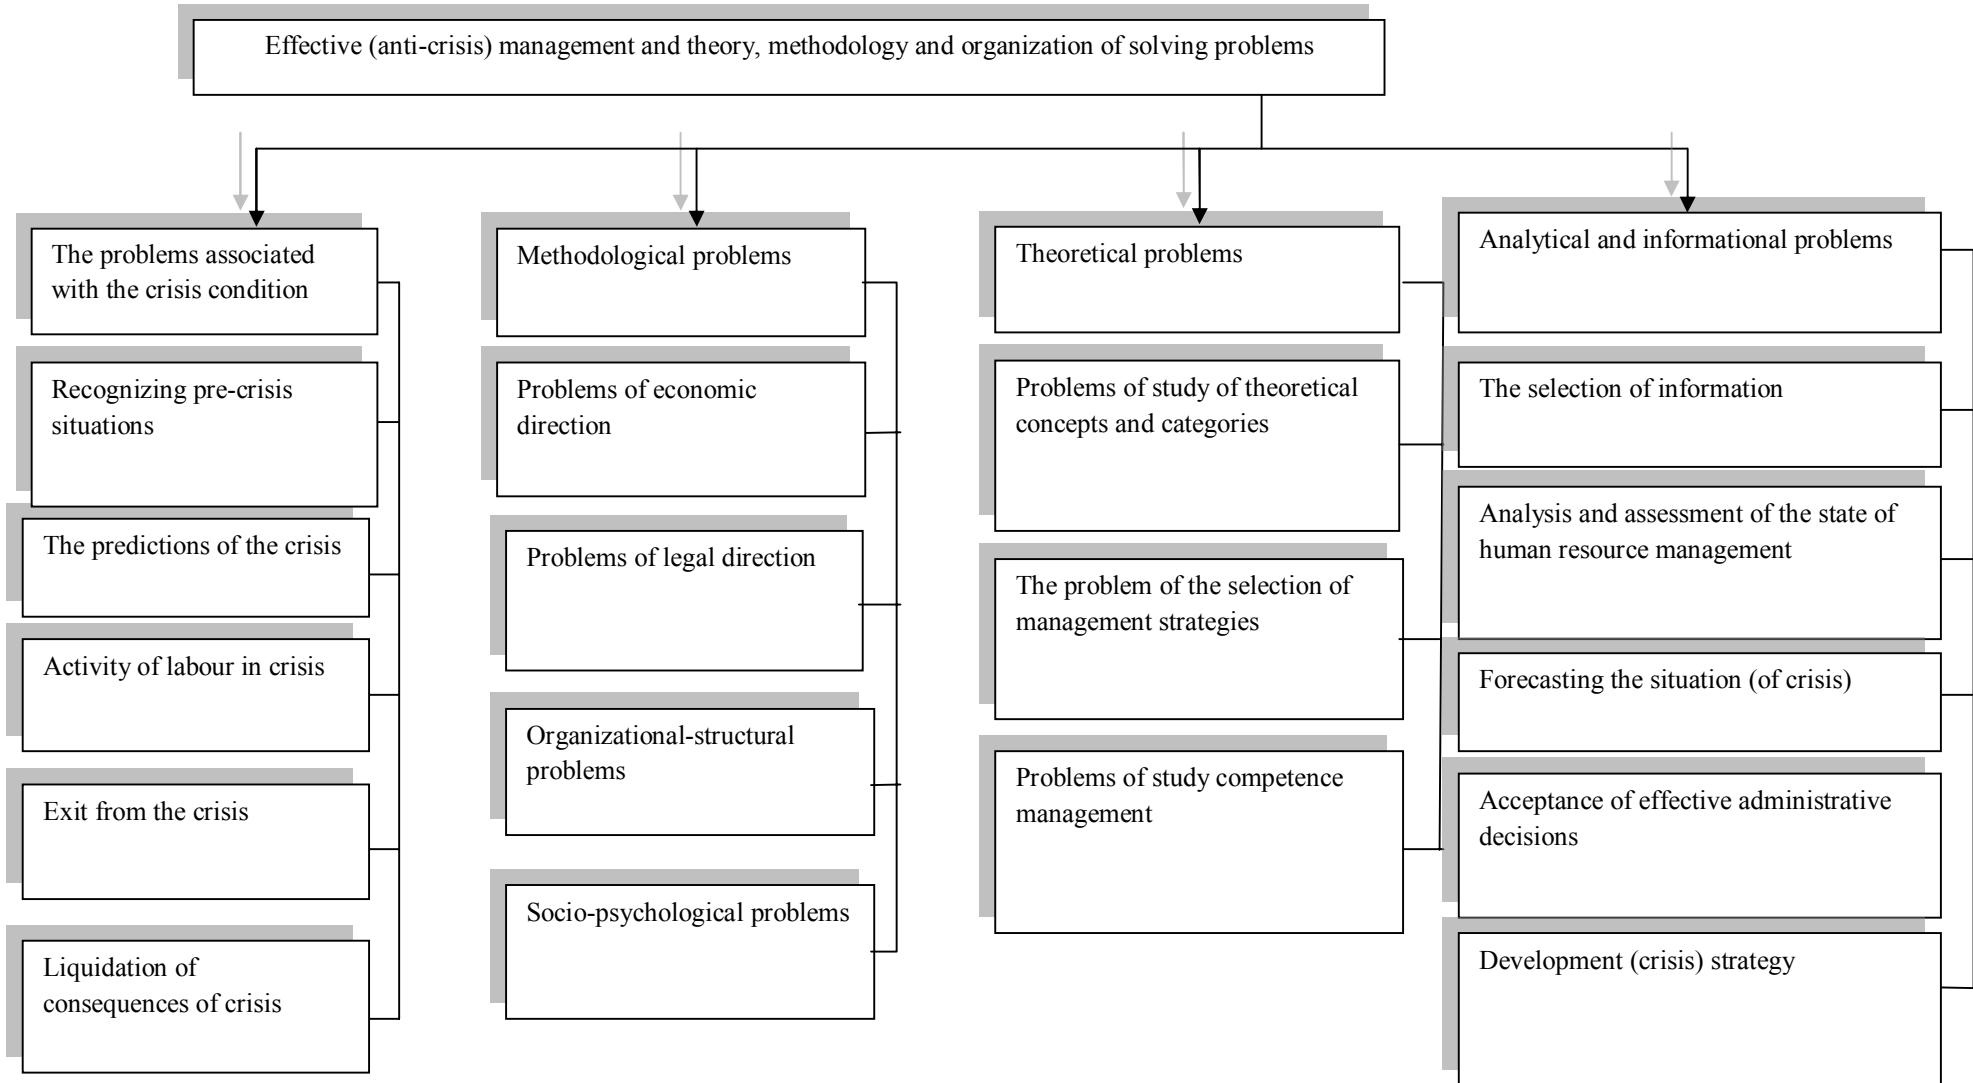 Effective (anti-crisis) management and theory, methodology and organization of solving problems
The problems associated
with the crisis condition
Recognizing pre-crisis
situations
The predictions of the crisis
Activity of labour in crisis
Exit from the crisis
Liquidation of
consequences of crisis
Methodological problems
Problems of economic
direction
Problems of legal direction
Organizational-structural
problems
Socio-psychological problems
Theoretical problems
Problems of study of theoretical
concepts and categories
The problem of the selection of
management strategies
Problems of study competence
management
Analytical and informational problems
The selection of information
Analysis and assessment of the state of
human resource management
Forecasting the situation (of crisis)
Acceptance of effective administrative
decisions
Development (crisis) strategy